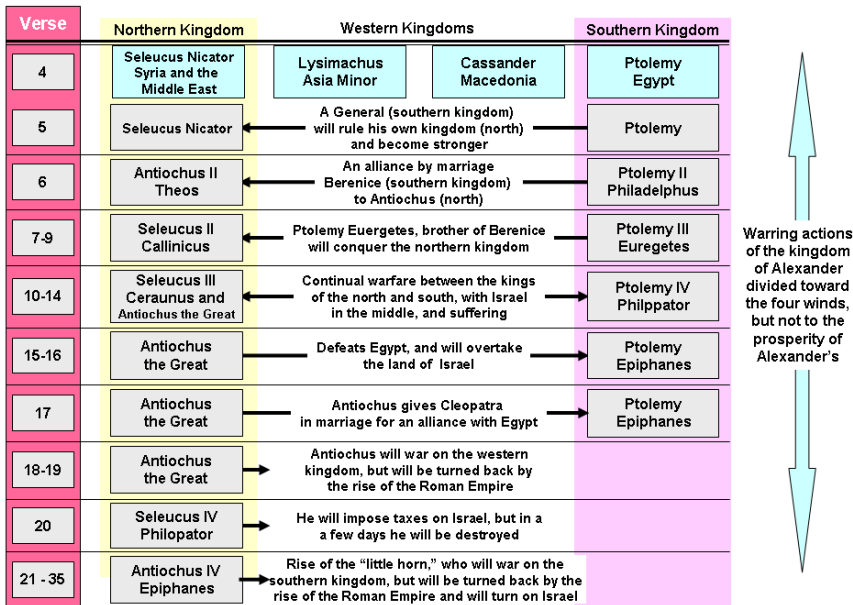 Verse
Northern Kingdom
Western Kingdoms
Southern Kingdom
4
Seleucus Nicator
Syria and the
Middle East
Lysimachus
Asia Minor
Cassander
Macedonia
Ptolemy
Egypt
5
Seleucus Nicator
A General (southern kingdom)
will rule his own kingdom (north)
and become stronger
Ptolemy
6
Antiochus II
Theos
An alliance by marriage
Berenice (southern kingdom)
to Antiochus (north)
Ptolemy II
Philadelphus
7-9
Seleucus II
Callinicus
Ptolemy Euergetes, brother of Berenice
will conquer the northern kingdom
Ptolemy III
Euregetes
10-14
Seleucus III
Ceraunus and
Antiochus the Great
Continual warfare between the kings
of the north and south, with Israel
in the middle, and suffering
Ptolemy IV
Philppator
15-16
Antiochus
the Great
Defeats Egypt, and will overtake
the land of Israel
Ptolemy
Epiphanes
17
Antiochus
the Great
Antiochus gives Cleopatra
in marriage for an alliance with Egypt
Ptolemy
Epiphanes
18-19
Antiochus
the Great
Antiochus will war on the western
kingdom, but will be turned back by
the rise of the Roman Empire
20
Seleucus IV
Philopator
He will impose taxes on Israel, but in a
a few days he will be destroyed
21 - 35
Antiochus IV
Epiphanes
Rise of the “little horn,” who will war on the
southern kingdom, but will be turned back by the
rise of the Roman Empire and will turn on Israel
Warring actions
of the kingdom
of Alexander
divided toward
the four winds,
but not to the
prosperity of
Alexander's